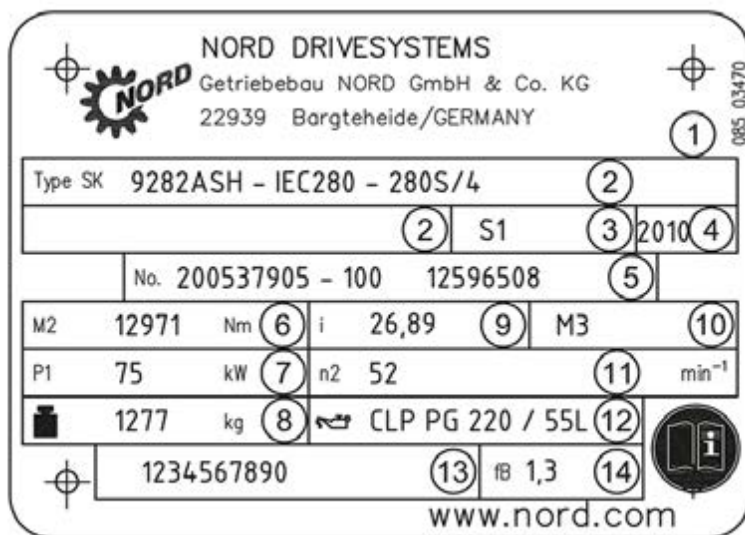 NORD DRIVESYSTEMS
NORD
Getriebebau NORD GmbH & Co. KG
22939 Bargteheide/GERMANY
085 03470
1
Type SK 9282ASH - IEC280 - 280S/4 2
2 S1 3 2010 4
No. 200537905 - 100 12596508 5
M2 12971 Nm 6 i 26,89 9 M3 10
P1 75 kW 7 n2 52 11 min⁻¹
1277 kg 8 CLP PG 220 / 55L 12
i
1234567890 13 fB 1,3 14
www.nord.com